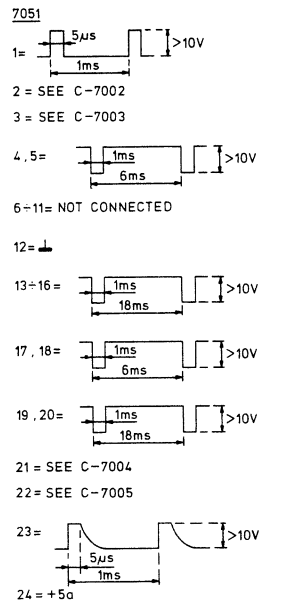 7051
5µs
>10V
1=
1ms
2 = SEE C-7002
3 = SEE C-7003
4,5=
1ms
>10V
6ms
6÷11= NOT CONNECTED
12=
13÷16=
1ms
>10V
18ms
17, 18=
1ms
>10V
6ms
19, 20=
1ms
>10V
18ms
21 = SEE C-7004
22 = SEE C-7005
23=
>10V
5µs
1ms
24 = +5a